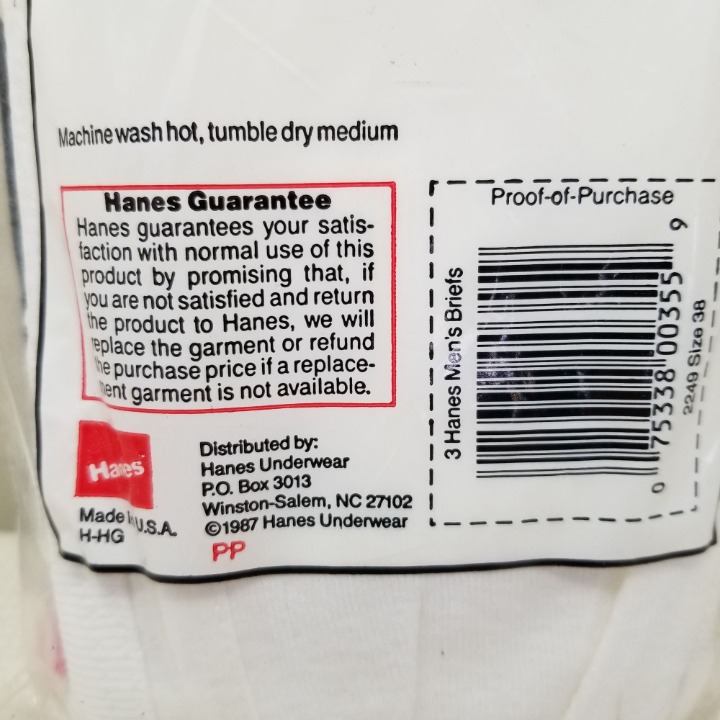 Machine wash hot, tumble dry medium
Hanes Guarantee
Hanes guarantees your satis-
faction with normal use of this
product by promising that, if
you are not satisfied and return
the product to Hanes, we will
replace the garment or refund
the purchase price if a replace-
ment garment is not available.
Hanes
Made in U.S.A.
H-HG
Distributed by:
Hanes Underwear
P.O. Box 3013
Winston-Salem, NC 27102
©1987 Hanes Underwear
PP
Proof-of-Purchase
3 Hanes Men's Briefs
0 75338 00355 9
2249 Size 38